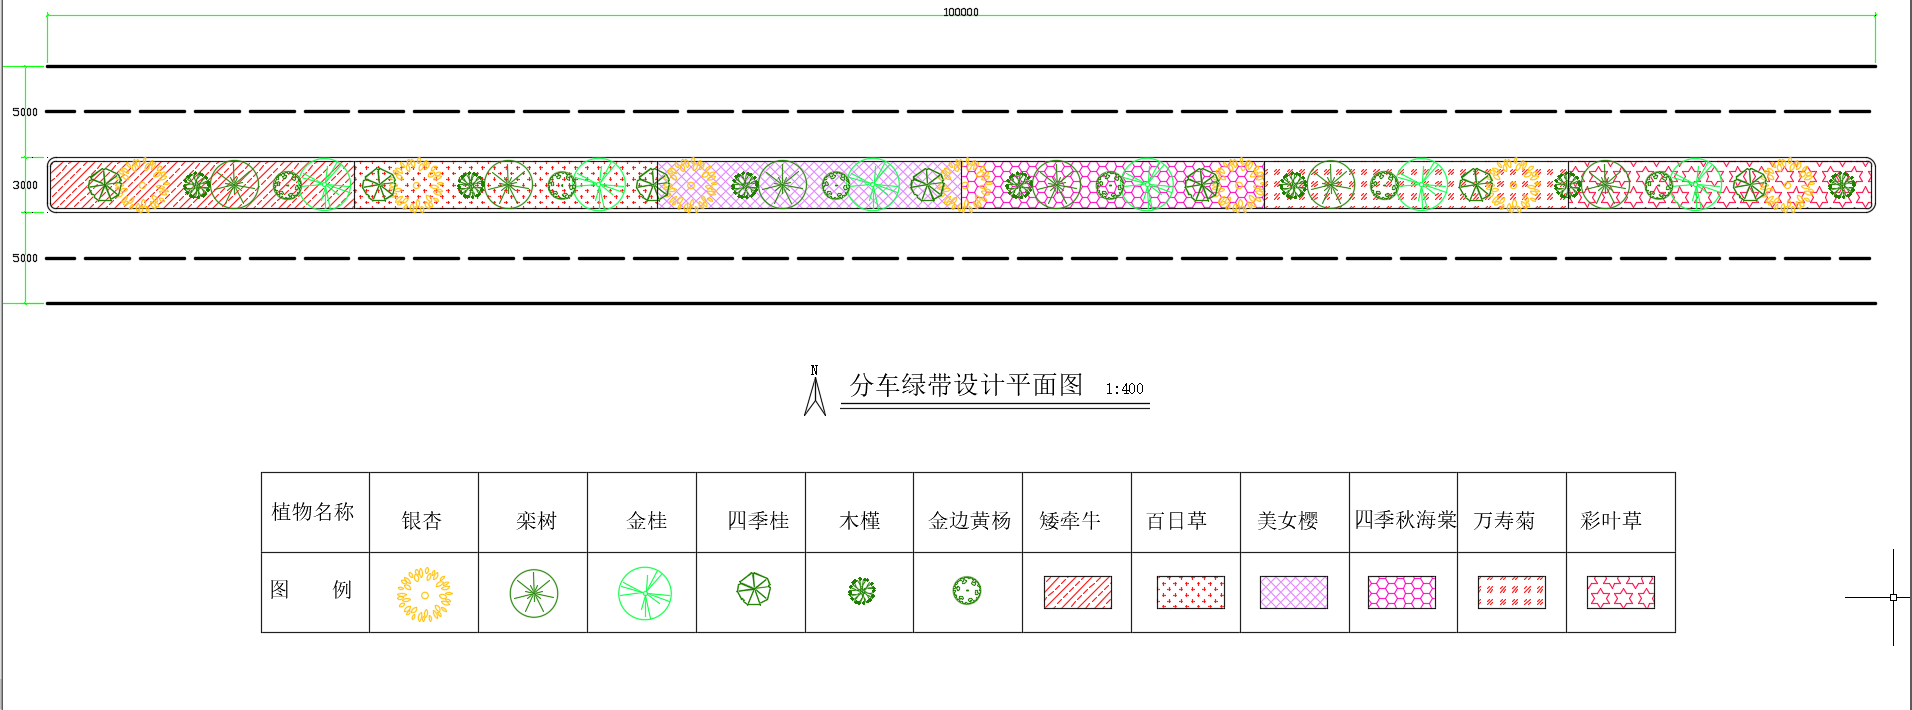 100000
5000
3000
5000
N
分车绿带设计平面图 1:400
植物名称 银杏 栾树 金桂 四季桂 木槿 金边黄杨 矮牵牛 百日草 美女樱 四季秋海棠 万寿菊 彩叶草
图 例